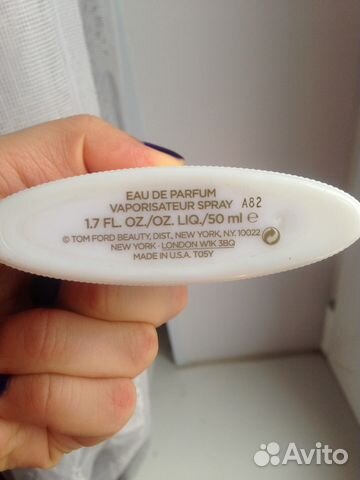 EAU DE PARFUM
VAPORISATEUR SPRAY A82
1.7 FL. OZ./OZ. LIQ./50 ml ℮
© TOM FORD BEAUTY, DIST., NEW YORK, N.Y. 10022
NEW YORK · LONDON W1K 3BQ
MADE IN U.S.A. T05Y
Avito